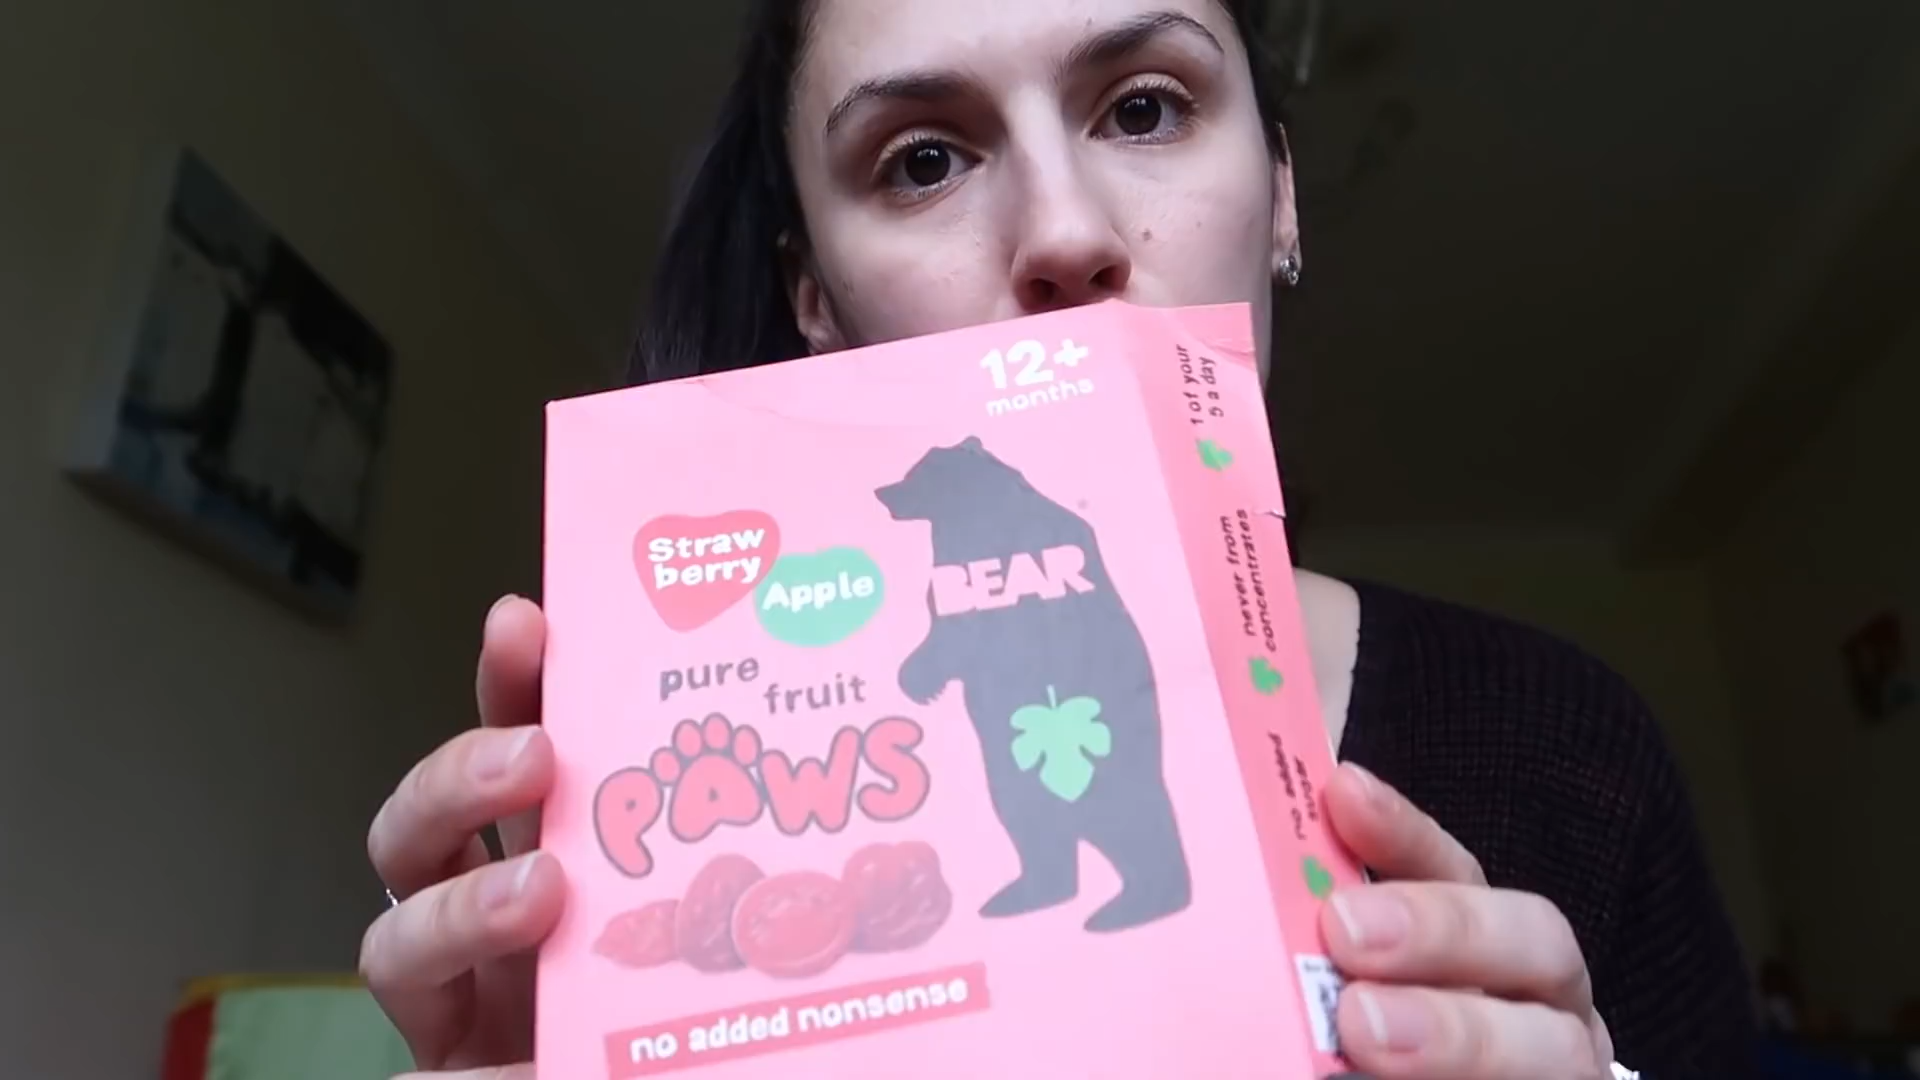 12+
months
Straw
berry
Apple
BEAR
pure
fruit
PAWS
no added nonsense
1 of your
5 a day
never from
concentrates
no added
sugar